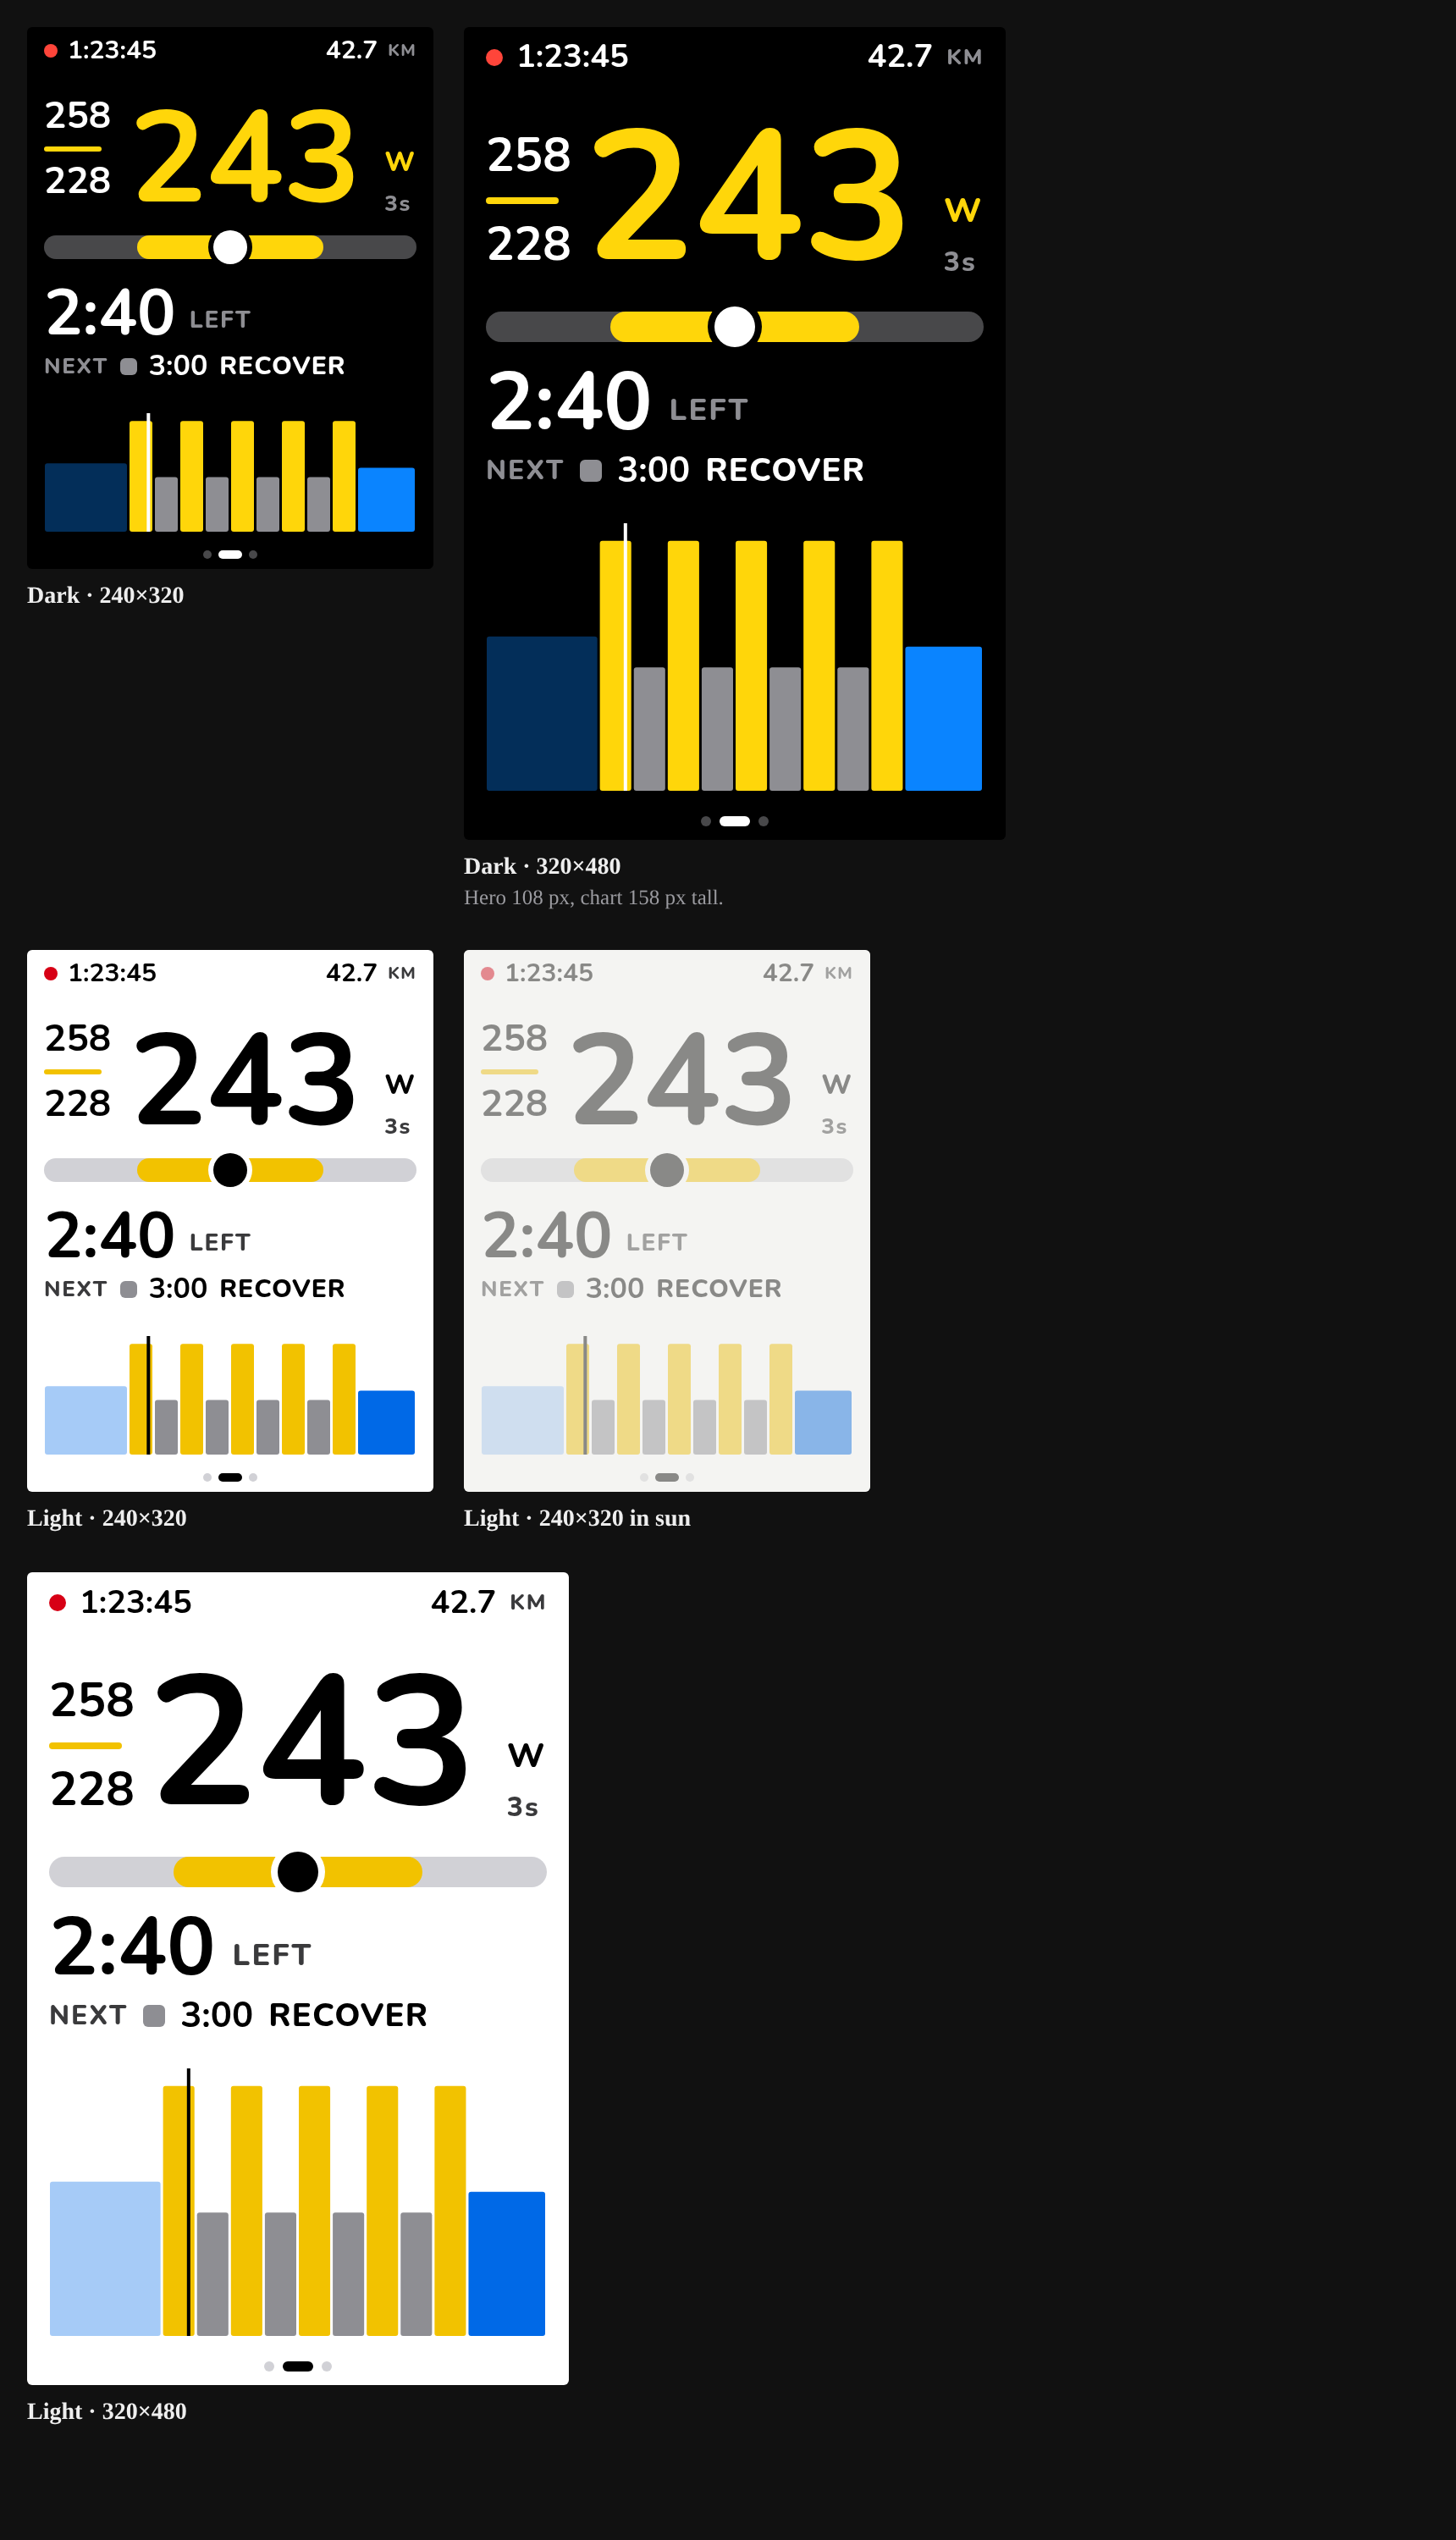 1:23:45 42.7 KM
258
228
243
W
3s
2:40 LEFT
NEXT 3:00 RECOVER
Dark · 240×320
1:23:45 42.7 KM
258
228
243
W
3s
2:40 LEFT
NEXT 3:00 RECOVER
Dark · 320×480
Hero 108 px, chart 158 px tall.
1:23:45 42.7 KM
258
228
243
W
3s
2:40 LEFT
NEXT 3:00 RECOVER
Light · 240×320
1:23:45 42.7 KM
258
228
243
W
3s
2:40 LEFT
NEXT 3:00 RECOVER
Light · 240×320 in sun
1:23:45 42.7 KM
258
228
243
W
3s
2:40 LEFT
NEXT 3:00 RECOVER
Light · 320×480